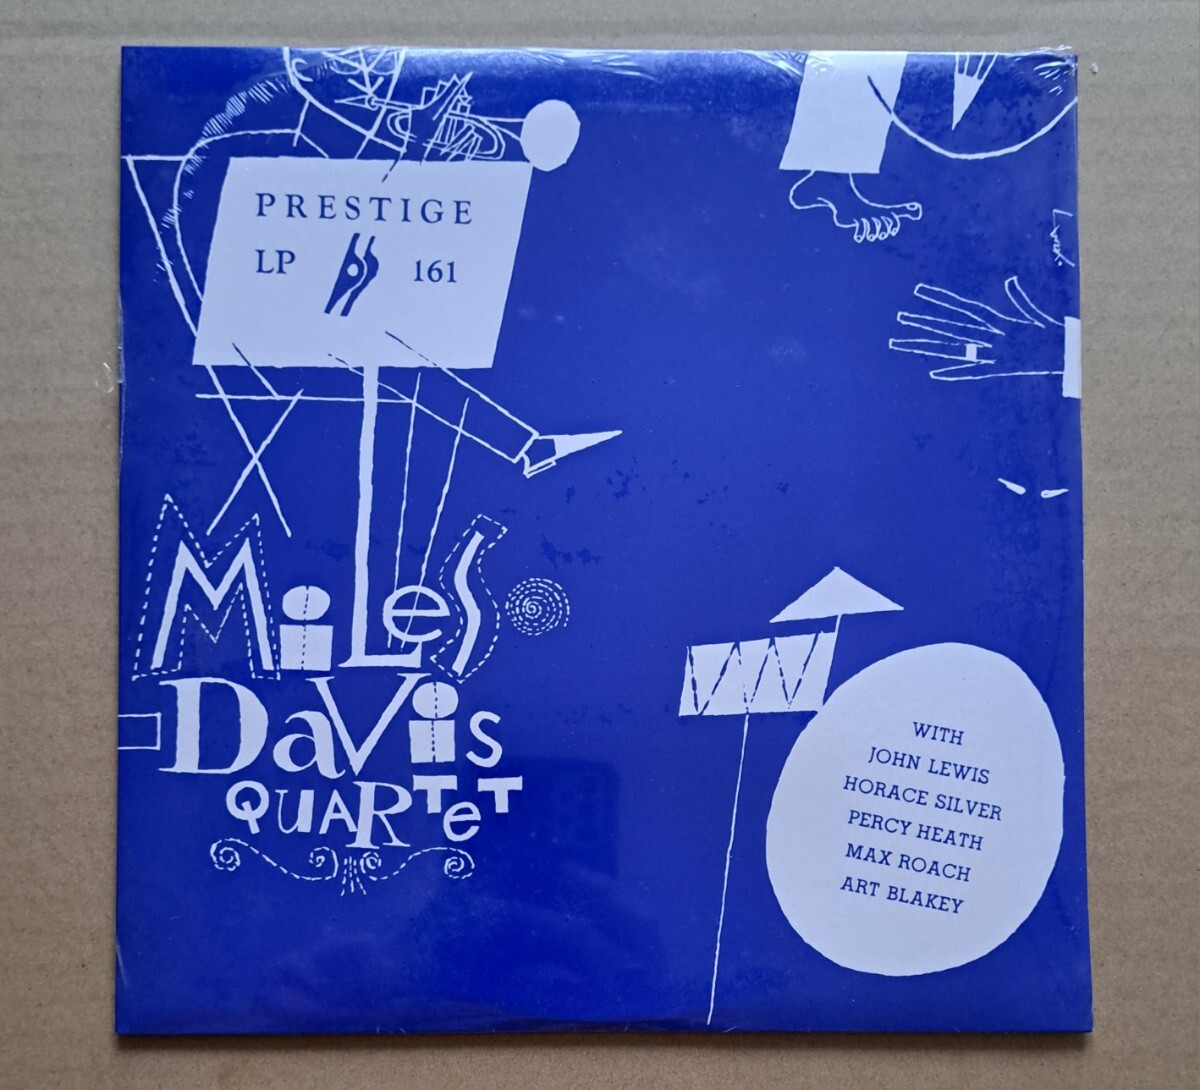 PRESTIGE
LP 161
MiLeS
DaViS
QUARTeT
WITH
JOHN LEWIS
HORACE SILVER
PERCY HEATH
MAX ROACH
ART BLAKEY